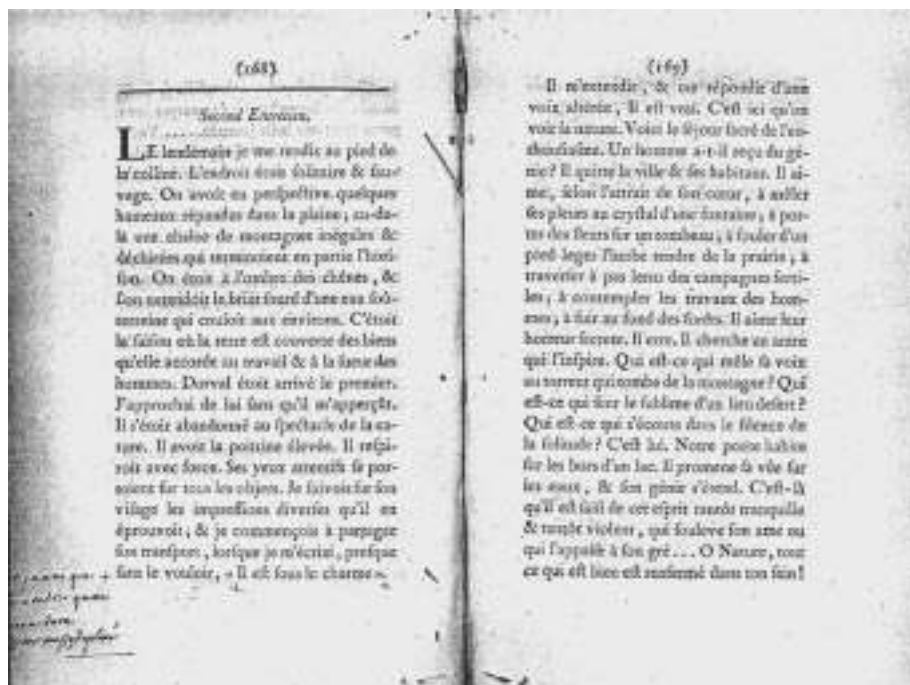 (168)
Second Entretien.
LE lendemain je me rendis au pied de
la colline. L'endroit étoit solitaire & sau-
vage. On avoit en perspective quelques
hameaux répandus dans la plaine ; au-de-
là une chaîne de montagnes inégales &
déchirées qui terminoient en partie l'hori-
son. On étoit à l'ombre des chênes, &
l'on entendoit le bruit sourd d'une eau soû-
terreine qui couloit aux environs. C'étoit
la saison où la terre est couverte des biens
qu'elle accorde au travail & à la sueur des
hommes. Dorval étoit arrivé le premier.
J'approchai de lui sans qu'il m'apperçût.
Il s'étoit abandonné au spectacle de la na-
ture. Il avoit la poitrine élevée. Il respi-
roit avec force. Ses yeux attentifs se por-
toient sur tous les objets. Je suivois sur son
visage les impressions diverses qu'il en
éprouvoit ; & je commençois à partager
son transport, lorsque je m'écriai, presque
sans le vouloir, « Il est sous le charme ».
(169)
Il m'entendit, & me répondit d'une
voix altérée, Il est vrai. C'est ici qu'on
voit la nature. Voici le séjour sacré de l'en-
thousiasme. Un homme a-t-il reçu du gé-
nie ? Il quitte la ville & ses habitans. Il ai-
me, selon l'attrait de son cœur, à mêler
ses pleurs au crystal d'une fontaine ; à por-
ter des fleurs sur un tombeau ; à fouler d'un
pied leger l'herbe tendre de la prairie ; à
traverser à pas lents des campagnes ferti-
les ; à contempler les travaux des hom-
mes ; à fuir au fond des forêts. Il aime leur
horreur secrete. Il erre. Il cherche un antre
qui l'inspire. Qui est-ce qui mêle sa voix
au torrent qui tombe de la montagne ? Qui
est-ce qui sent le sublime d'un lieu desert ?
Qui est-ce qui s'écoute dans le silence de
la solitude ? C'est lui. Notre poete habite
sur les bors d'un lac. Il promene sa vûe sur
les eaux, & son génie s'étend. C'est-là
qu'il est saisi de cet esprit tantôt tranquille
& tantôt violent, qui souleve son ame ou
qui l'appaise à son gré... O Nature, tout
ce qui est bien est renfermé dans ton sein !